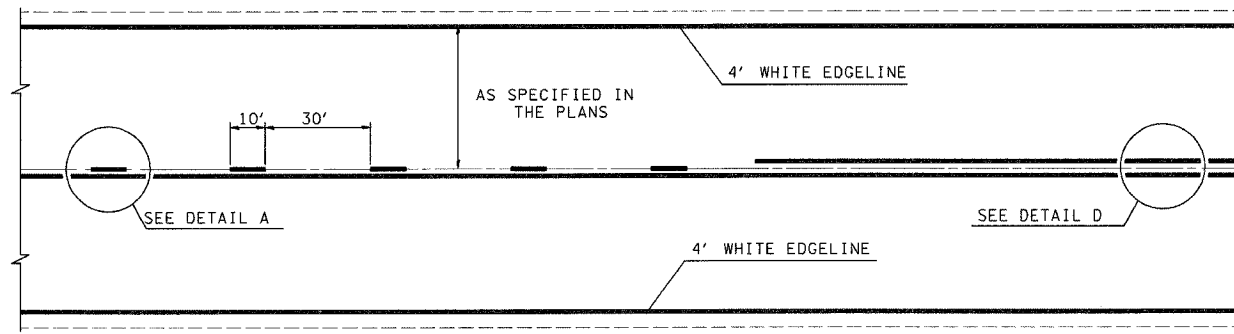 4' WHITE EDGELINE
AS SPECIFIED IN
THE PLANS
10'
30'
SEE DETAIL A
SEE DETAIL D
4' WHITE EDGELINE